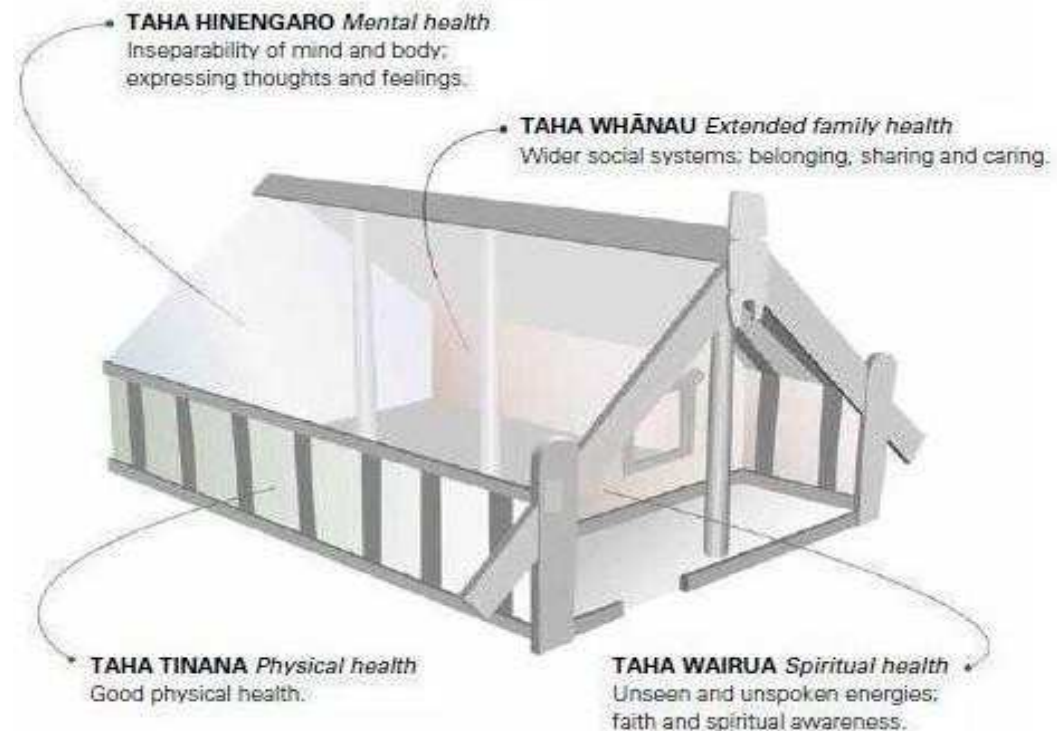 TAHA HINENGARO Mental health
Inseparability of mind and body;
expressing thoughts and feelings.
TAHA WHĀNAU Extended family health
Wider social systems; belonging, sharing and caring.
TAHA TINANA Physical health
Good physical health.
TAHA WAIRUA Spiritual health
Unseen and unspoken energies;
faith and spiritual awareness.